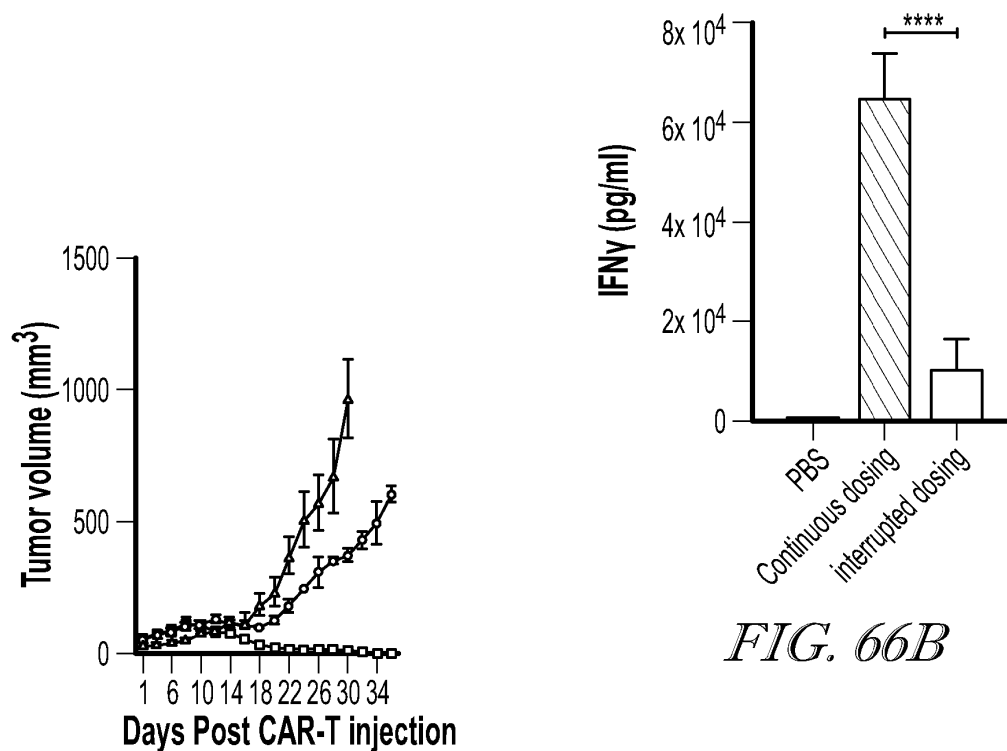 1500
1000
500
0
Tumor volume (mm³)
1 6 10 14 18 22 26 30 34
Days Post CAR-T injection
****
8x 10⁴
6x 10⁴
4x 10⁴
2x 10⁴
0
IFNγ (pg/ml)
PBS
Continuous dosing
interrupted dosing
FIG. 66B